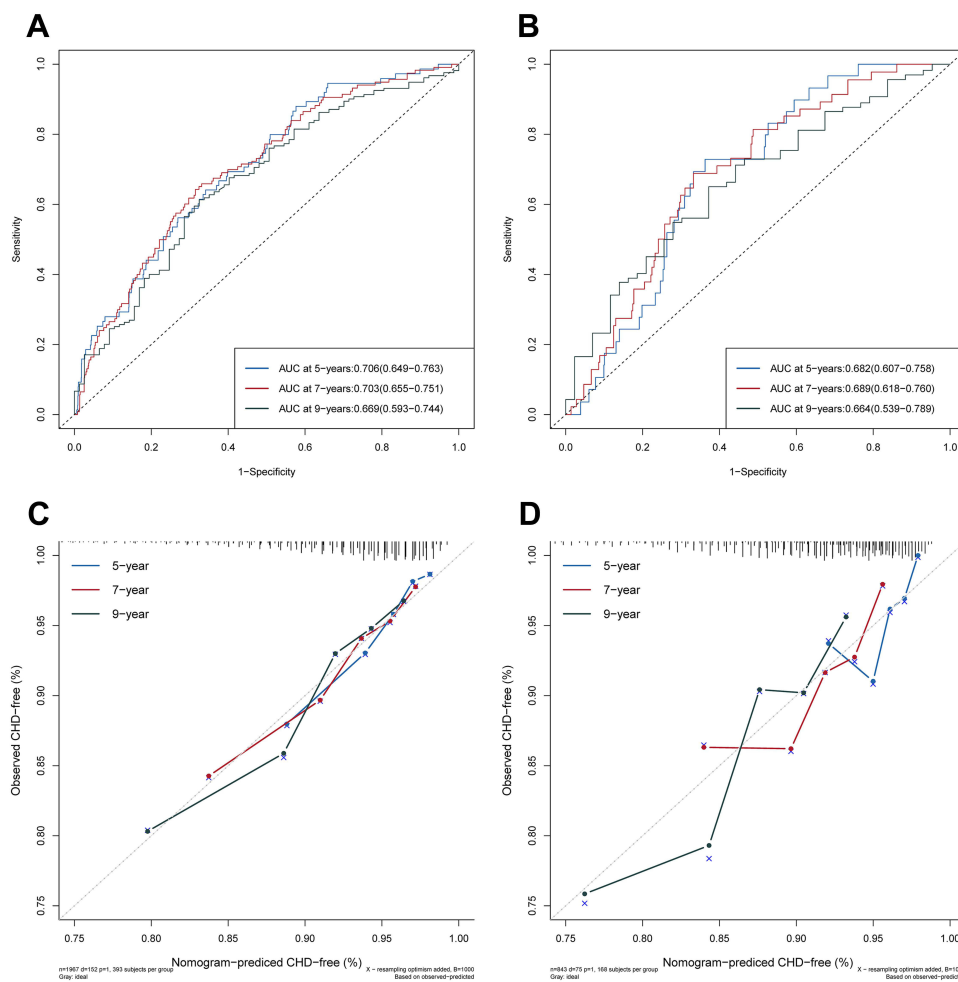 A
B
1.0
0.8
0.6
0.4
0.2
0.0
Sensitivity
AUC at 5−years:0.706(0.649−0.763)
AUC at 7−years:0.703(0.655−0.751)
AUC at 9−years:0.669(0.593−0.744)
0.0 0.2 0.4 0.6 0.8 1.0
1−Specificity
1.0
0.8
0.6
0.4
0.2
0.0
Sensitivity
AUC at 5−years:0.682(0.607−0.758)
AUC at 7−years:0.689(0.618−0.760)
AUC at 9−years:0.664(0.539−0.789)
0.0 0.2 0.4 0.6 0.8 1.0
1−Specificity
C
D
1.00
0.95
0.90
0.85
0.80
0.75
Observed CHD−free (%)
5−year
7−year
9−year
0.75 0.80 0.85 0.90 0.95 1.00
Nomogram−prediced CHD−free (%)
n=1967 d=152 p=1, 393 subjects per group
Gray: ideal
X − resampling optimism added, B=1000
Based on observed−predicted
1.00
0.95
0.90
0.85
0.80
0.75
Observed CHD−free (%)
5−year
7−year
9−year
0.75 0.80 0.85 0.90 0.95 1.00
Nomogram−prediced CHD−free (%)
n=843 d=75 p=1, 168 subjects per group
Gray: ideal
X − resampling optimism added, B=10
Based on observed−predic